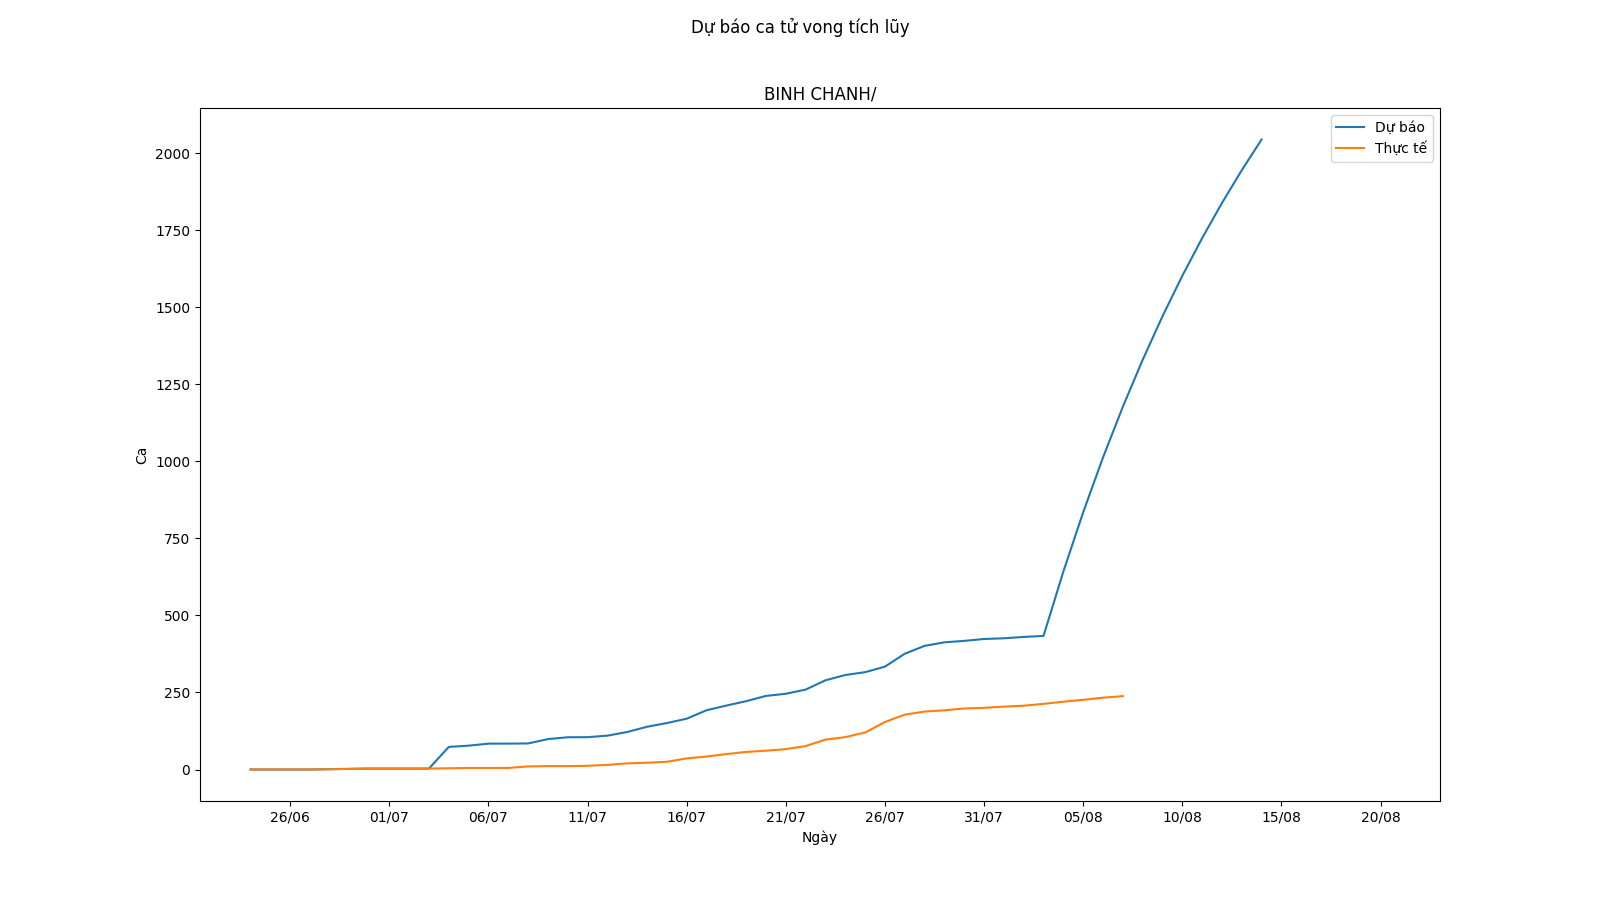 Dự báo ca tử vong tích lũy
BINH CHANH/
Dự báo
Thực tế
2000
1750
1500
1250
1000
750
500
250
0
Ca
26/06 01/07 06/07 11/07 16/07 21/07 26/07 31/07 05/08 10/08 15/08 20/08
Ngày